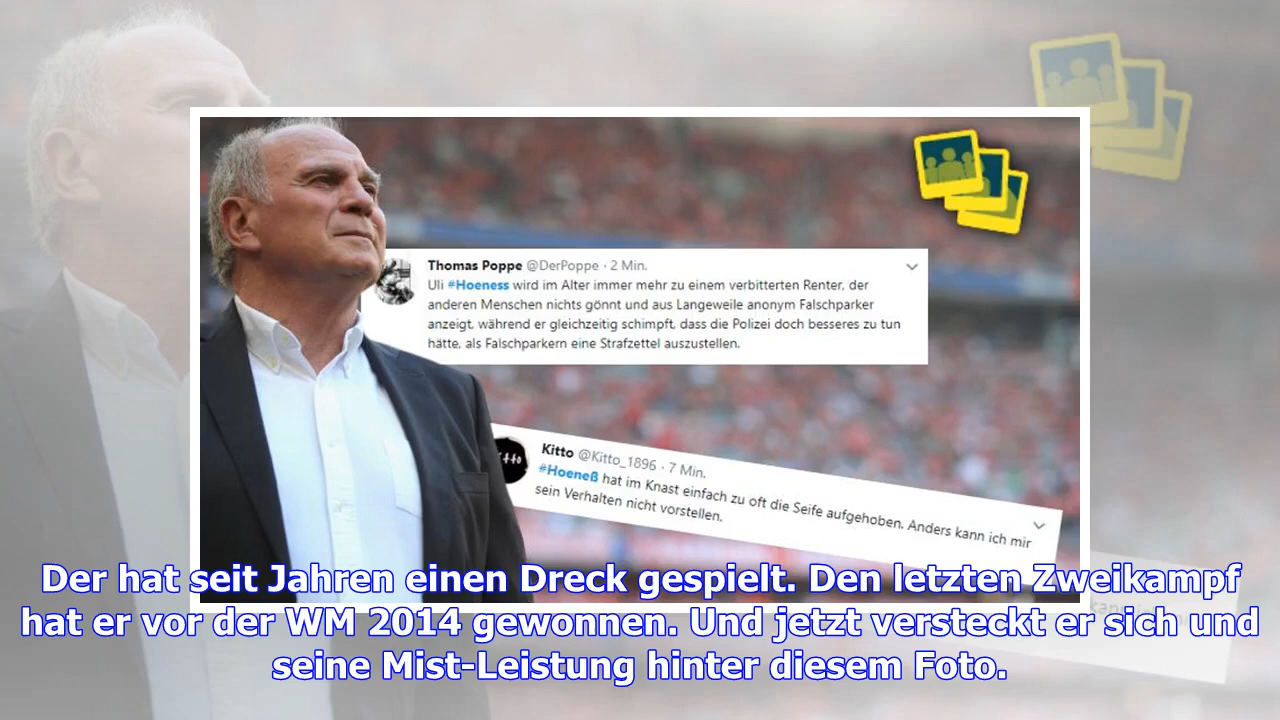 Thomas Poppe @DerPoppe · 2 Min.
Uli #Hoeness wird im Alter immer mehr zu einem verbitterten Renter, der
anderen Menschen nichts gönnt und aus Langeweile anonym Falschparker
anzeigt, während er gleichzeitig schimpft, dass die Polizei doch besseres zu tun
hätte, als Falschparkern eine Strafzettel auszustellen.
Kitto
Kitto @Kitto_1896 · 7 Min.
#Hoeneß hat im Knast einfach zu oft die Seife aufgehoben. Anders kann ich mir
sein Verhalten nicht vorstellen.
Der hat seit Jahren einen Dreck gespielt. Den letzten Zweikampf
hat er vor der WM 2014 gewonnen. Und jetzt versteckt er sich und
seine Mist-Leistung hinter diesem Foto.